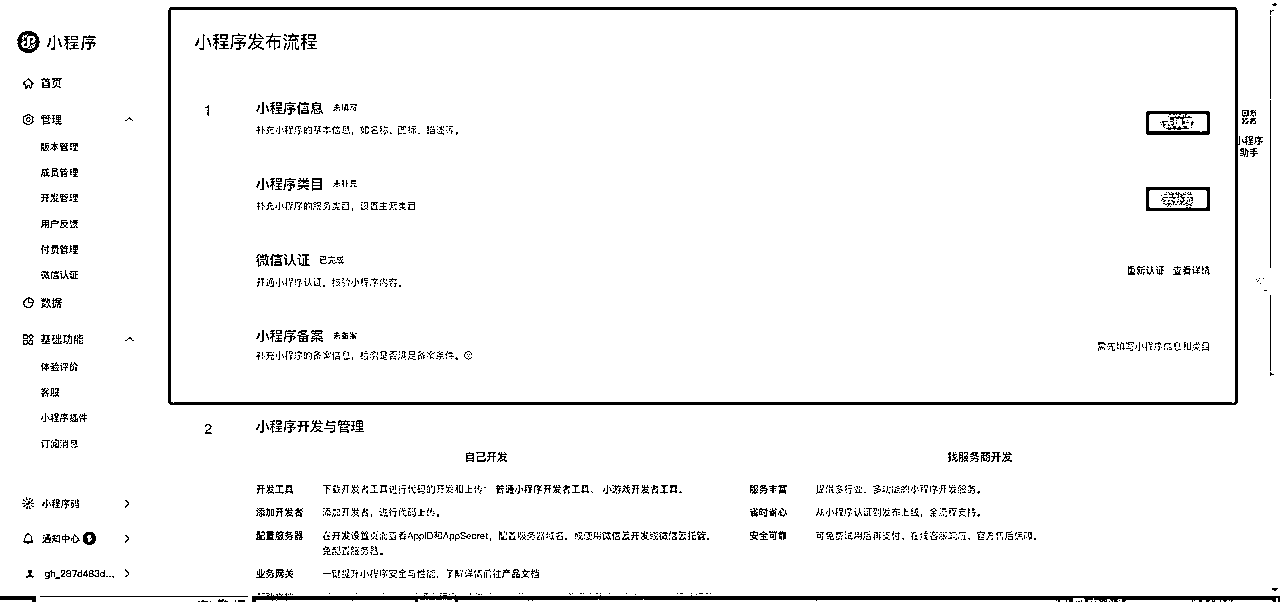 小程序
首页
管理
版本管理
成员管理
开发管理
用户反馈
付费管理
微信认证
数据
基础功能
体验评价
客服
小程序插件
订阅消息
小程序码
通知中心
gh_287d483d...
小程序发布流程
1
小程序信息 未填写
补充小程序的基本信息，如名称、图标、描述等。
小程序类目 未补充
补充小程序的服务类目，设置主营类目
微信认证 已完成
开通小程序认证，核验小程序内容。
重新认证 查看详情
小程序备案 未备案
补充小程序的备案信息，检测是否满足备案条件。
需先填写小程序信息和类目
小程序
助手
2
小程序开发与管理
自己开发
开发工具 下载开发者工具进行代码的开发和上传： 普通小程序开发者工具、 小游戏开发者工具。
添加开发者 添加开发者，进行代码上传。
配置服务器 在开发设置页面查看AppID和AppSecret，配置服务器域名。或使用微信云开发或微信云托管，
免配置服务器。
业务网关 一键提升小程序安全与性能，了解详情前往产品文档
找服务商开发
服务丰富 提供多行业、多功能的小程序开发服务。
省时省心 从小程序认证到发布上线，全流程支持。
安全可靠 可免费试用后再支付，在线客服响应，官方售后保障。